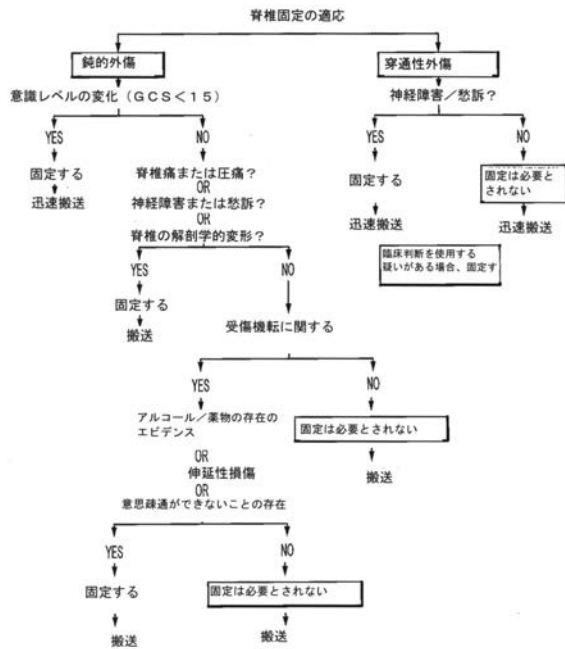 脊椎固定の適応
鈍的外傷
穿通性外傷
意識レベルの変化(GCS<15)
神経障害/愁訴?
YES
NO
YES
NO
固定する
迅速搬送
脊椎痛または圧痛?
OR
神経障害または愁訴?
OR
脊椎の解剖学的変形?
固定する
迅速搬送
固定は必要と
されない
迅速搬送
臨床判断を使用する
疑いがある場合、固定す
YES
NO
固定する
搬送
受傷機転に関する
YES
NO
アルコール/薬物の存在の
エビデンス
OR
伸延性損傷
OR
意思疎通ができないことの存在
固定は必要とされない
搬送
YES
NO
固定する
固定は必要とされない
搬送
搬送